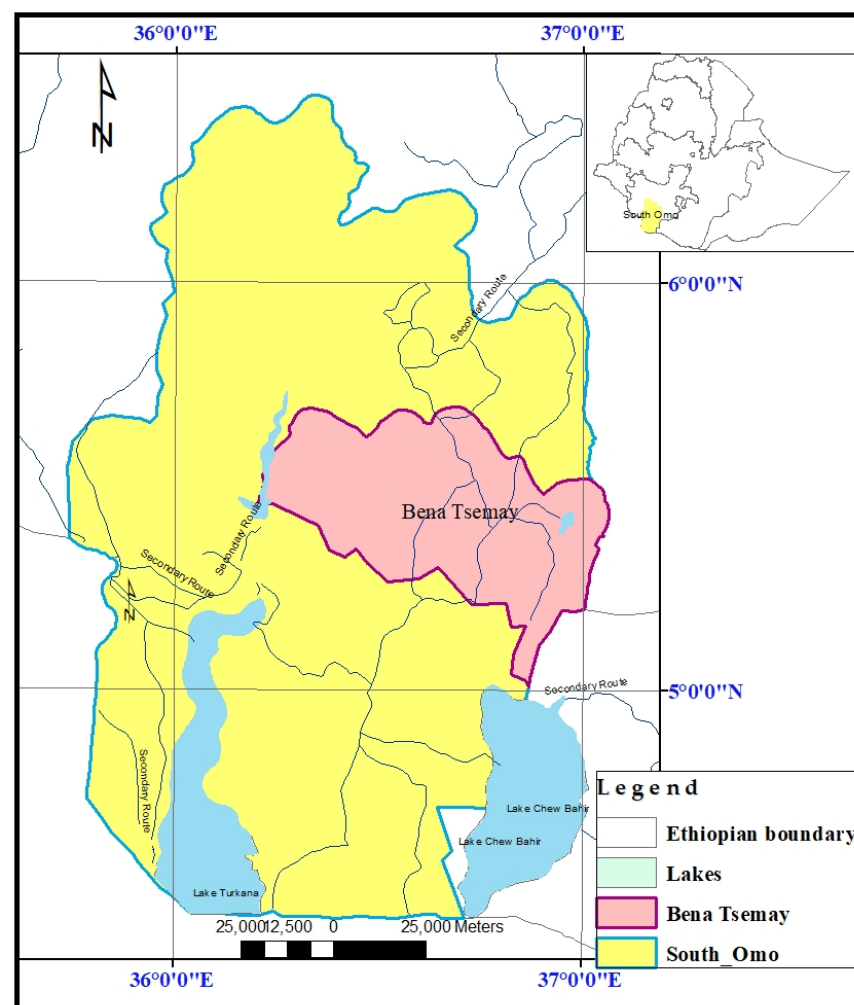 36°0'0"E 37°0'0"E
N
South Omo
Secondary Route
6°0'0"N
Bena Tsemay
Secondary Route
Secondary Route
N
5°0'0"N
Secondary Route
Secondary Route
Lake Chew Bahir
Lake Chew Bahir
Lake Turkana
25,00012,500 0 25,000 Meters
Legend
Ethiopian boundary
Lakes
Bena Tsemay
South_Omo
36°0'0"E 37°0'0"E